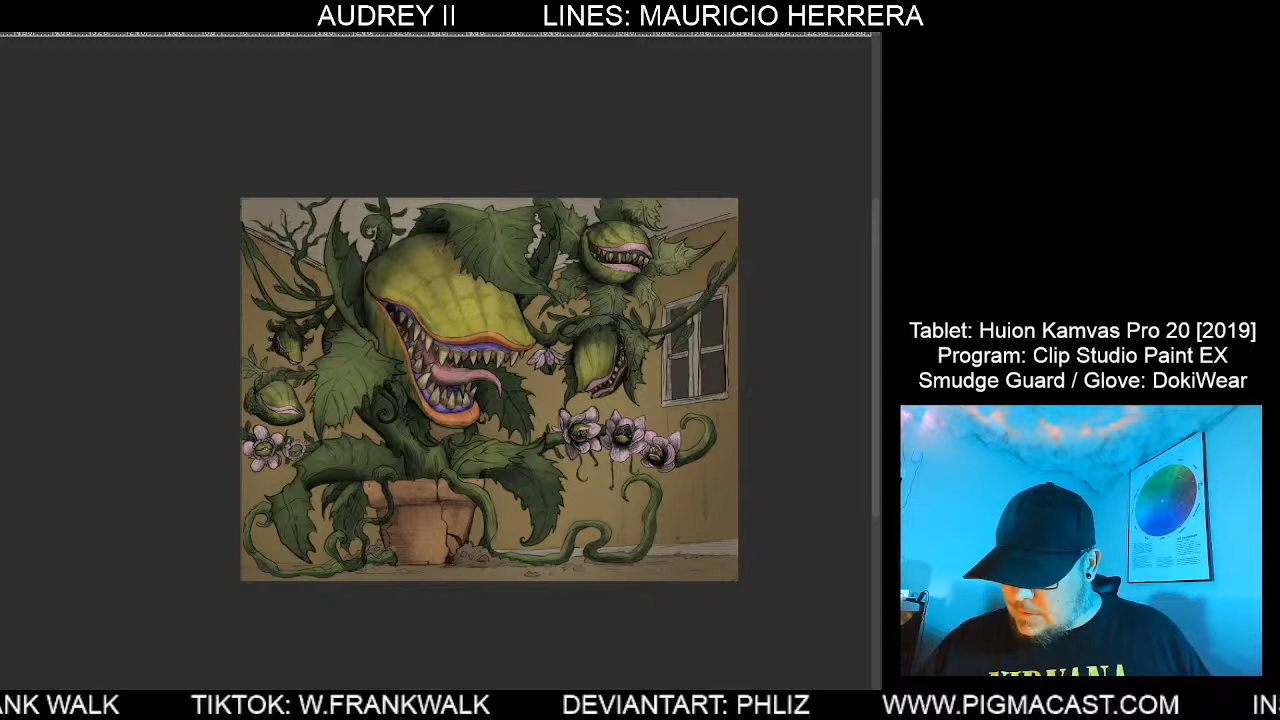 AUDREY II LINES: MAURICIO HERRERA
Tablet: Huion Kamvas Pro 20 [2019]
Program: Clip Studio Paint EX
Smudge Guard / Glove: DokiWear
NIRVANA
ANK WALK TIKTOK: W.FRANKWALK DEVIANTART: PHLIZ WWW.PIGMACAST.COM IN